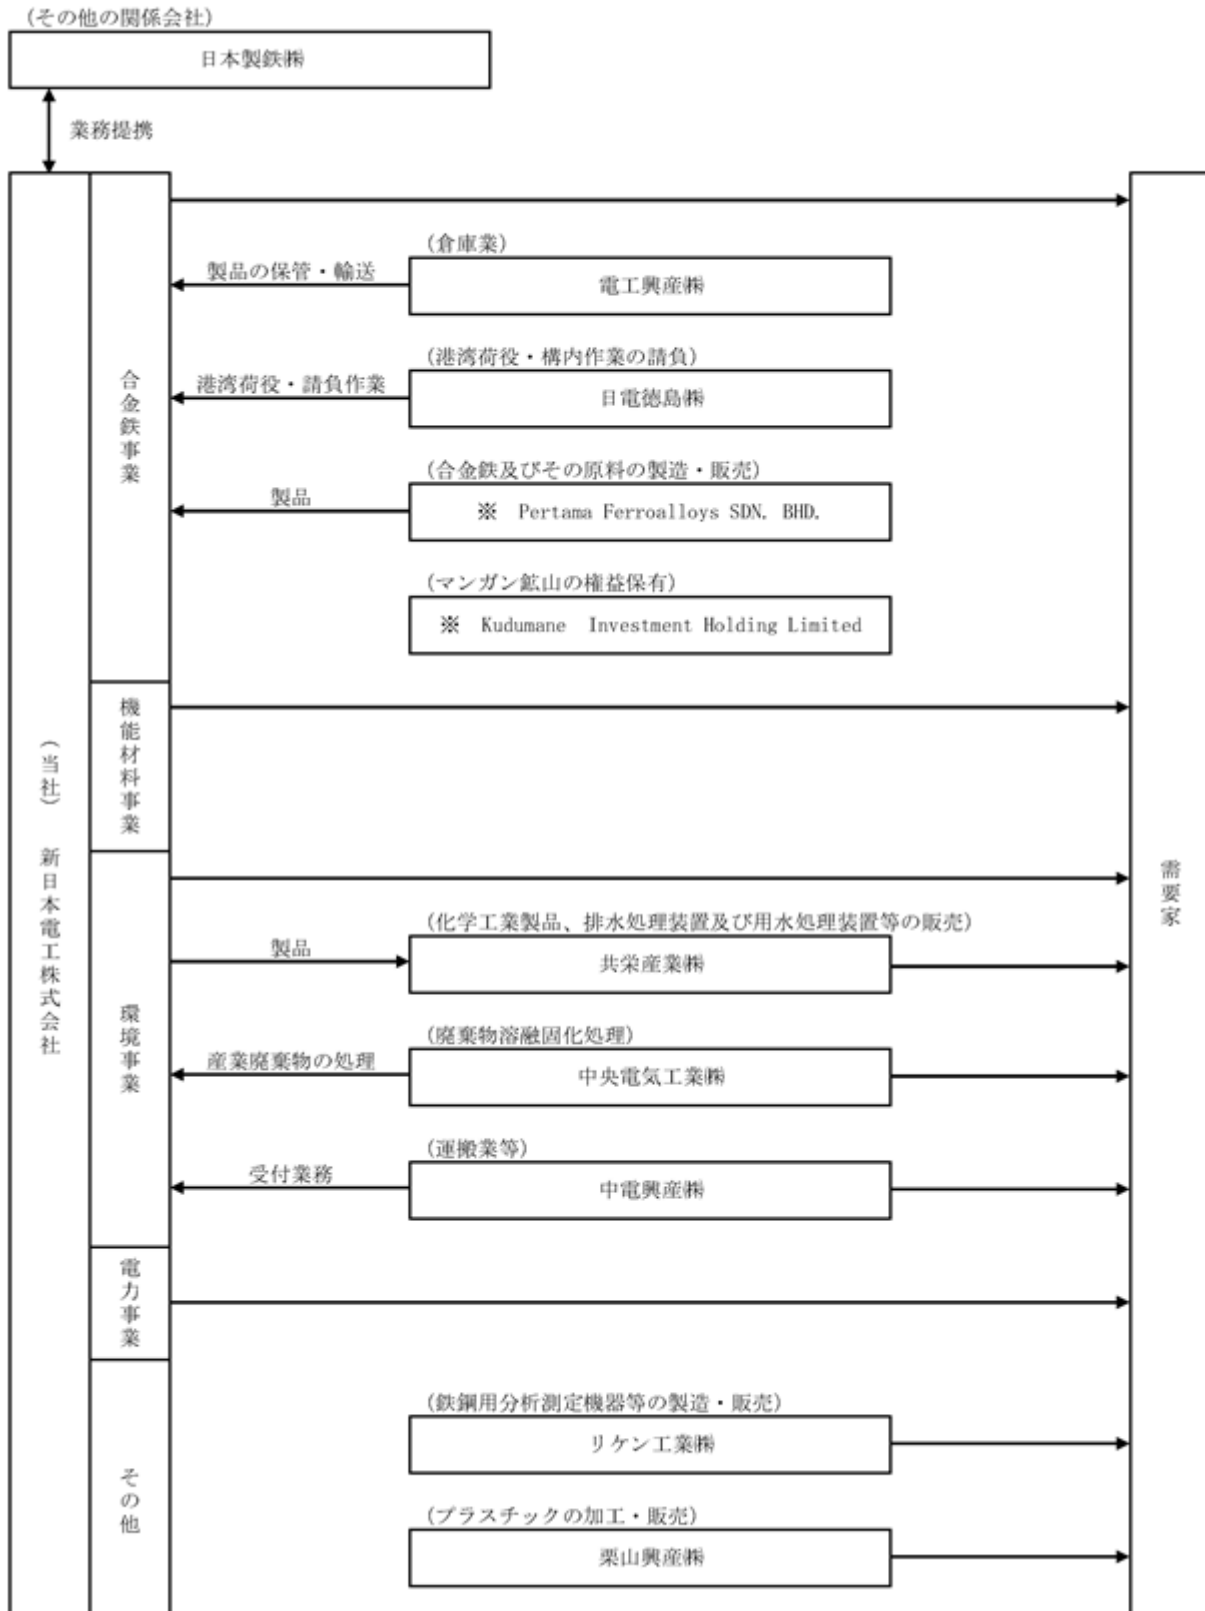 (その他の関係会社)
日本製鉄㈱
業務提携
(当社) 新日本電工株式会社
合金鉄事業
(倉庫業)
製品の保管・輸送
電工興産㈱
(港湾荷役・構内作業の請負)
港湾荷役・請負作業
日電徳島㈱
(合金鉄及びその原料の製造・販売)
製品
※ Pertama Ferroalloys SDN. BHD.
(マンガン鉱山の権益保有)
※ Kudumane Investment Holding Limited
機能材料事業
環境事業
(化学工業製品、排水処理装置及び用水処理装置等の販売)
製品
共栄産業㈱
(廃棄物溶融固化処理)
産業廃棄物の処理
中央電気工業㈱
(運搬業等)
受付業務
中電興産㈱
電力事業
その他
(鉄鋼用分析測定機器等の製造・販売)
リケン工業㈱
(プラスチックの加工・販売)
栗山興産㈱
需要家